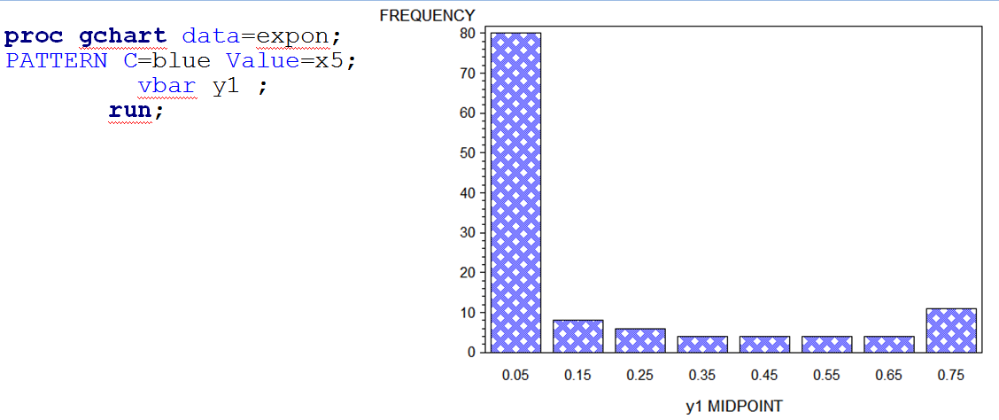 proc gchart data=expon;
PATTERN C=blue Value=x5;
vbar y1 ;
run;
FREQUENCY
80
70
60
50
40
30
20
10
0
0.05 0.15 0.25 0.35 0.45 0.55 0.65 0.75
y1 MIDPOINT